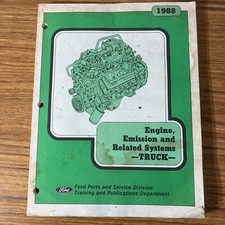 1988
Engine,
Emission and
Related Systems
—TRUCK—
Ford
Ford Parts and Service Division
Training and Publications Department